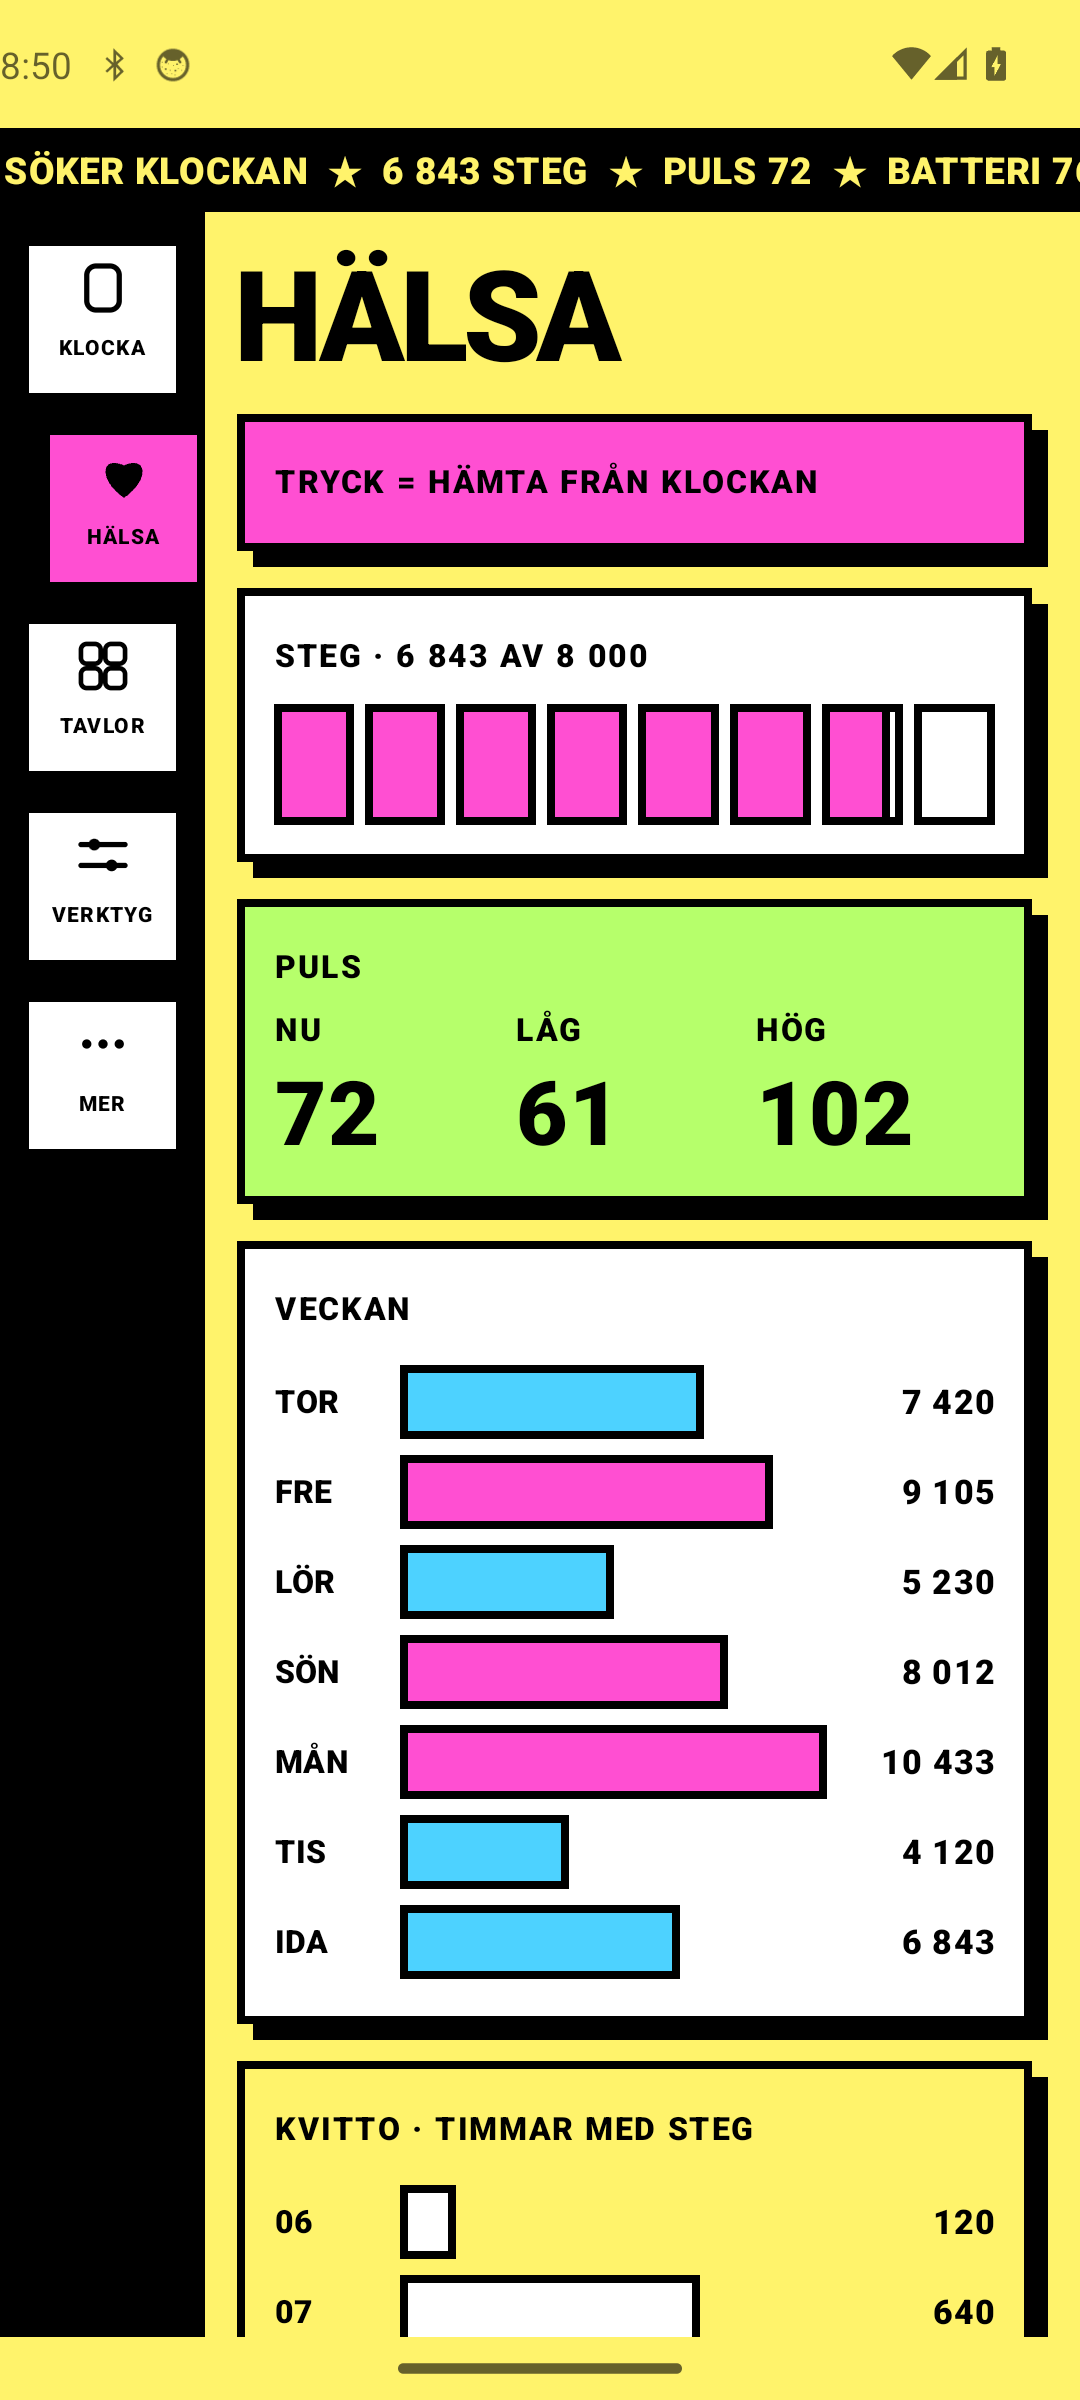 8:50
SÖKER KLOCKAN ★ 6 843 STEG ★ PULS 72 ★ BATTERI
KLOCKA
HÄLSA
TAVLOR
VERKTYG
MER
HÄLSA
TRYCK = HÄMTA FRÅN KLOCKAN
STEG · 6 843 AV 8 000
PULS
NU LÅG HÖG
72 61 102
VECKAN
TOR 7 420
FRE 9 105
LÖR 5 230
SÖN 8 012
MÅN 10 433
TIS 4 120
IDA 6 843
KVITTO · TIMMAR MED STEG
06 120
07 640